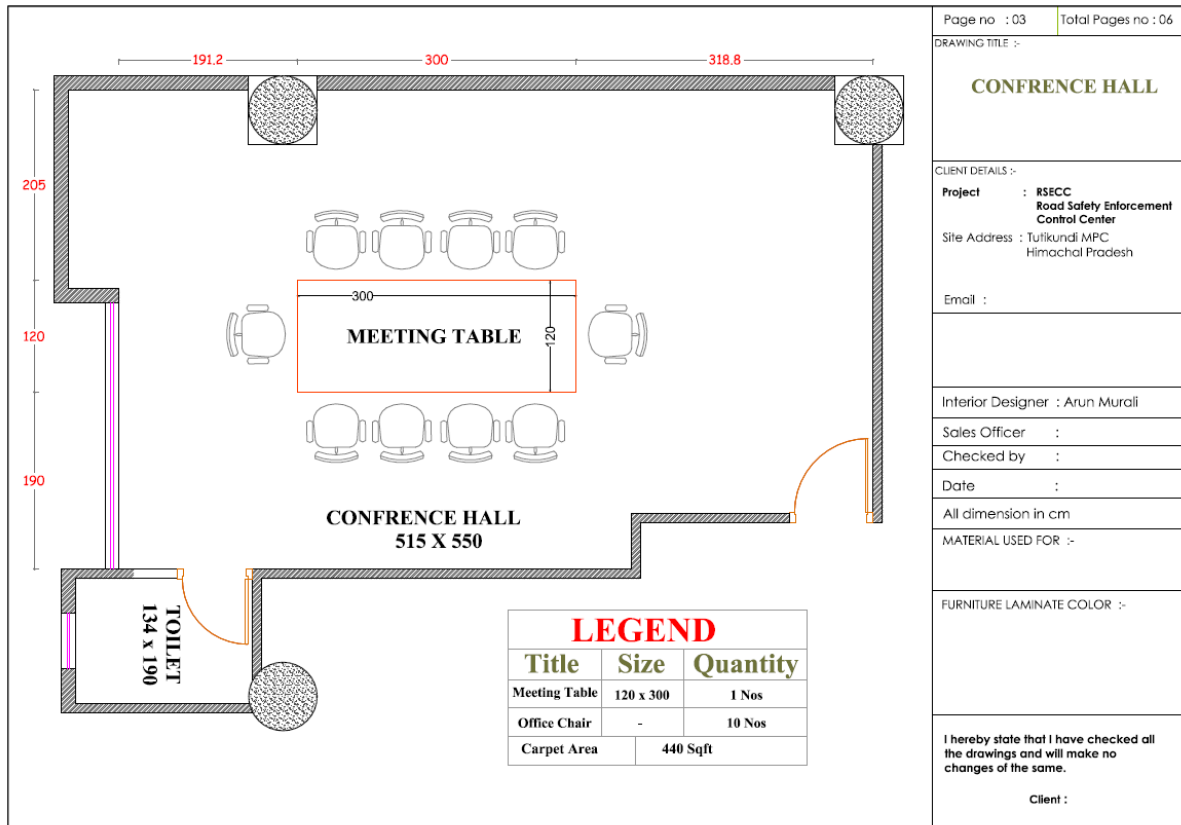 Page no : 03
Total Pages no : 06
DRAWING TITLE :-
CONFRENCE HALL
CLIENT DETAILS :-
Project : RSECC
Road Safety Enforcement
Control Center
Site Address : Tutikundi MPC
Himachal Pradesh
Email :
Interior Designer : Arun Murali
Sales Officer :
Checked by :
Date :
All dimension in cm
MATERIAL USED FOR :-
FURNITURE LAMINATE COLOR :-
I hereby state that I have checked all
the drawings and will make no
changes of the same.
Client :
191.2
300
318.8
205
120
190
300
120
MEETING TABLE
CONFRENCE HALL
515 X 550
TOILET
134 x 190
LEGEND
Title Size Quantity
Meeting Table 120 x 300 1 Nos
Office Chair - 10 Nos
Carpet Area 440 Sqft